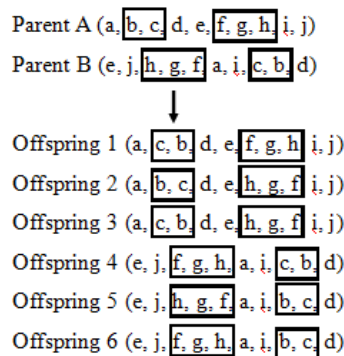 Parent A (a, b, c, d, e, f, g, h, i, j)
Parent B (e, j, h, g, f, a, i, c, b, d)
Offspring 1 (a, c, b, d, e, f, g, h i, j)
Offspring 2 (a, b, c, d, e, h, g, f i, j)
Offspring 3 (a, c, b, d, e, h, g, f i, j)
Offspring 4 (e, j, f, g, h, a, i, c, b, d)
Offspring 5 (e, j, h, g, f, a, i, b, c, d)
Offspring 6 (e, j, f, g, h, a, i, b, c, d)